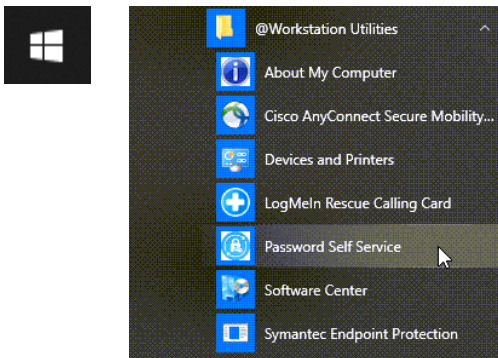 @Workstation Utilities
About My Computer
Cisco AnyConnect Secure Mobility...
Devices and Printers
LogMeIn Rescue Calling Card
Password Self Service
Software Center
Symantec Endpoint Protection